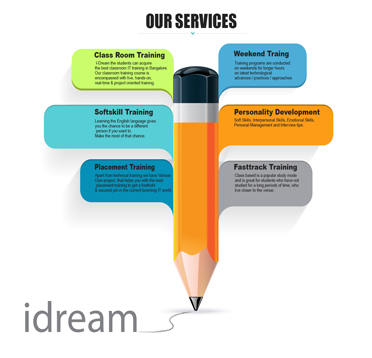 OUR SERVICES
Class Room Training
I-Dream the students can acquire
the best classroom IT training in Bangalore.
Our classroom training course is
encompassed with live, hands-on,
real-time & project oriented training.
Weekend Traing
Training programs are conducted
on weekends for longer hours
on latest technological
advances / practices / approaches.
Softskill Training
Learning the English language gives
you the chance to be a different
person if you want to.
Make the most of that chance.
Personality Development
Soft Skills, Interpersonal Skills, Emotional Skills,
Personal Management and Interview tips.
Placement Training
Apart from technical training we have Various
Core project, that helps you with the best
placement training to get a foothold
& second job in the current booming IT world
Fasttrack Training
Class based is a popular study mode
and is great for students who have not
studied for a long periods of time, who
live closer to the venue.
idream